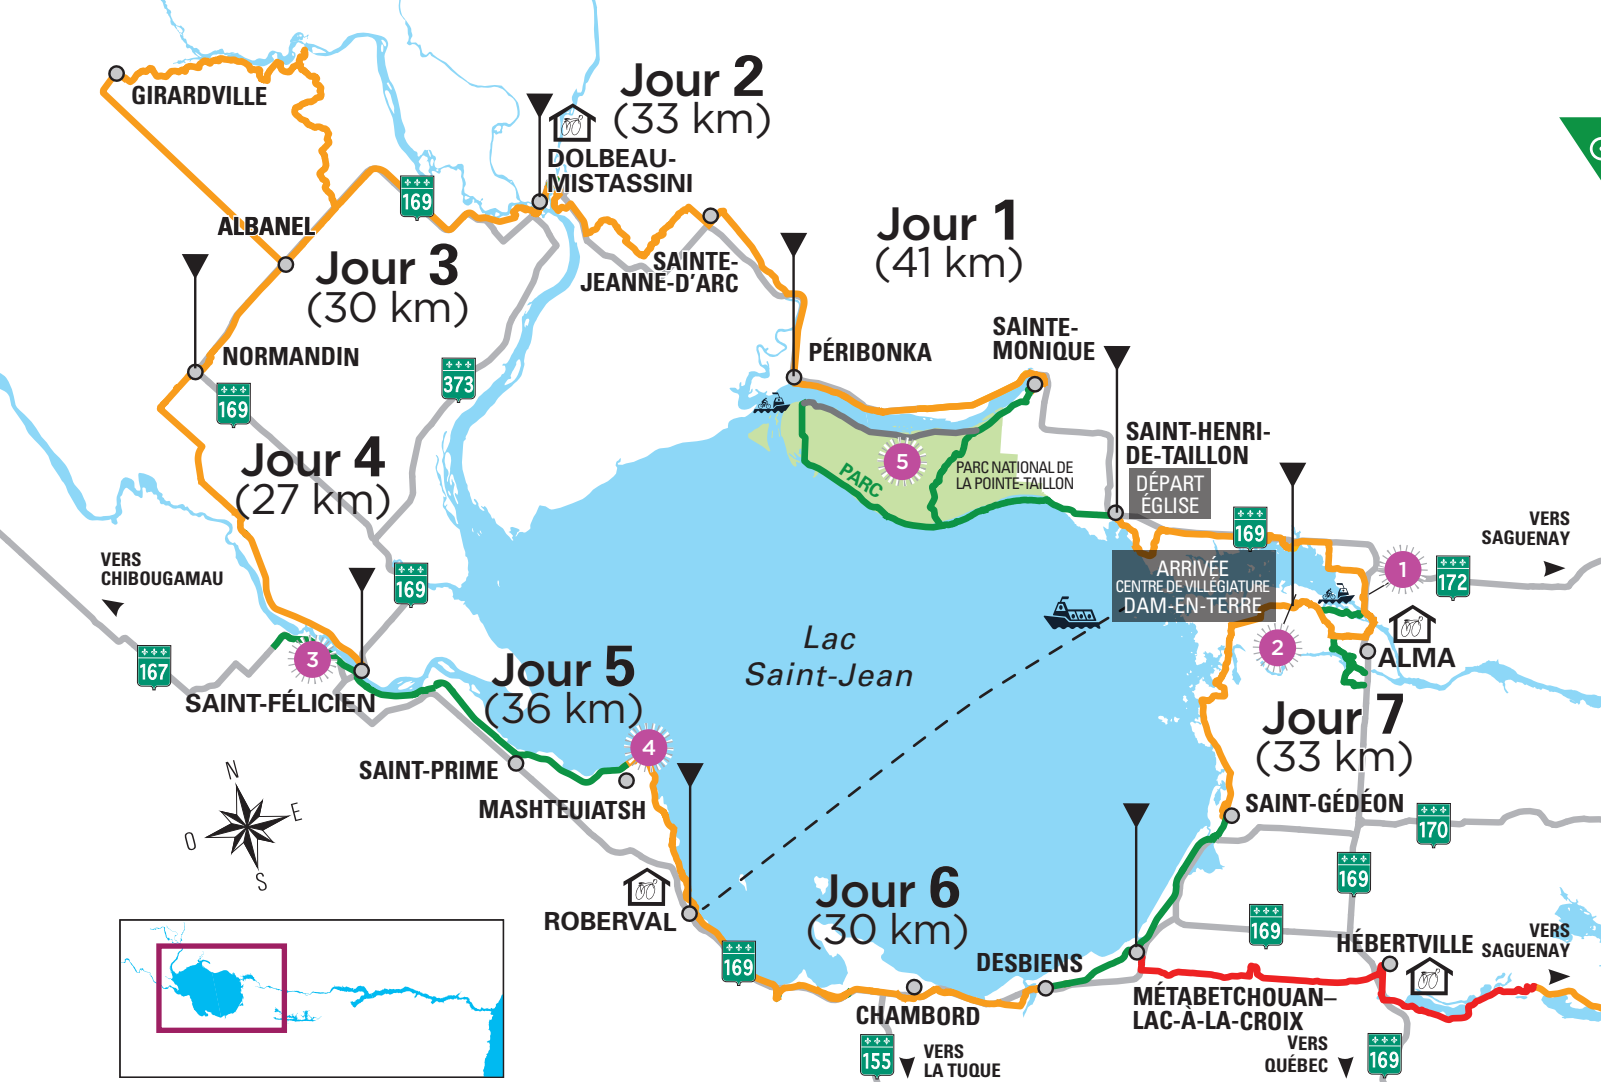 Jour 2
(33 km)
GIRARDVILLE
DOLBEAU-
MISTASSINI
169
ALBANEL
Jour 1
(41 km)
Jour 3
(30 km)
SAINTE-
JEANNE-D'ARC
NORMANDIN
PÉRIBONKA
SAINTE-
MONIQUE
373
169
Jour 4
(27 km)
SAINT-HENRI-
DE-TAILLON
DÉPART
ÉGLISE
5
PARC
PARC NATIONAL DE
LA POINTE-TAILLON
169
VERS
SAGUENAY
VERS
CHIBOUGAMAU
169
ARRIVÉE
CENTRE DE VILLÉGIATURE
DAM-EN-TERRE
1
172
167
3
SAINT-FÉLICIEN
Lac
Saint-Jean
2
ALMA
Jour 5
(36 km)
Jour 7
(33 km)
4
SAINT-PRIME
MASHTEUIATSH
N
E
O
S
SAINT-GÉDÉON
170
169
ROBERVAL
Jour 6
(30 km)
169
169
HÉBERTVILLE
VERS
SAGUENAY
DESBIENS
CHAMBORD
MÉTABETCHOUAN–
LAC-À-LA-CROIX
155
VERS
LA TUQUE
VERS
QUÉBEC
169